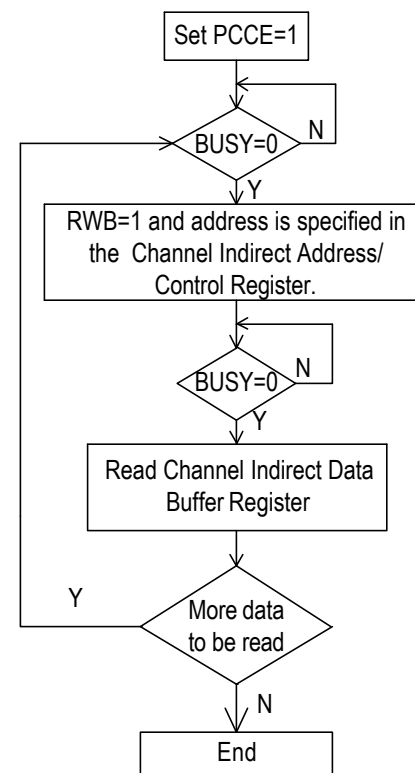 Set PCCE=1
BUSY=0
N
Y
RWB=1 and address is specified in
the Channel Indirect Address/
Control Register.
BUSY=0
N
Y
Read Channel Indirect Data
Buffer Register
Y
More data
to be read
N
End